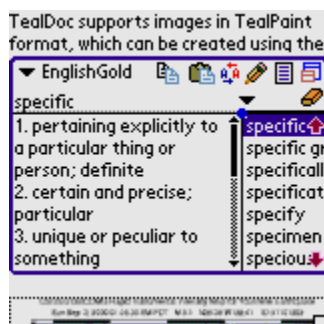 TealDoc supports images in TealPaint
format, which can be created using the
EnglishGold
specific
1. pertaining explicitly to
a particular thing or
person; definite
2. certain and precise;
particular
3. unique or peculiar to
something
specific
specific gr
specificall
specificat
specify
specimen
specious